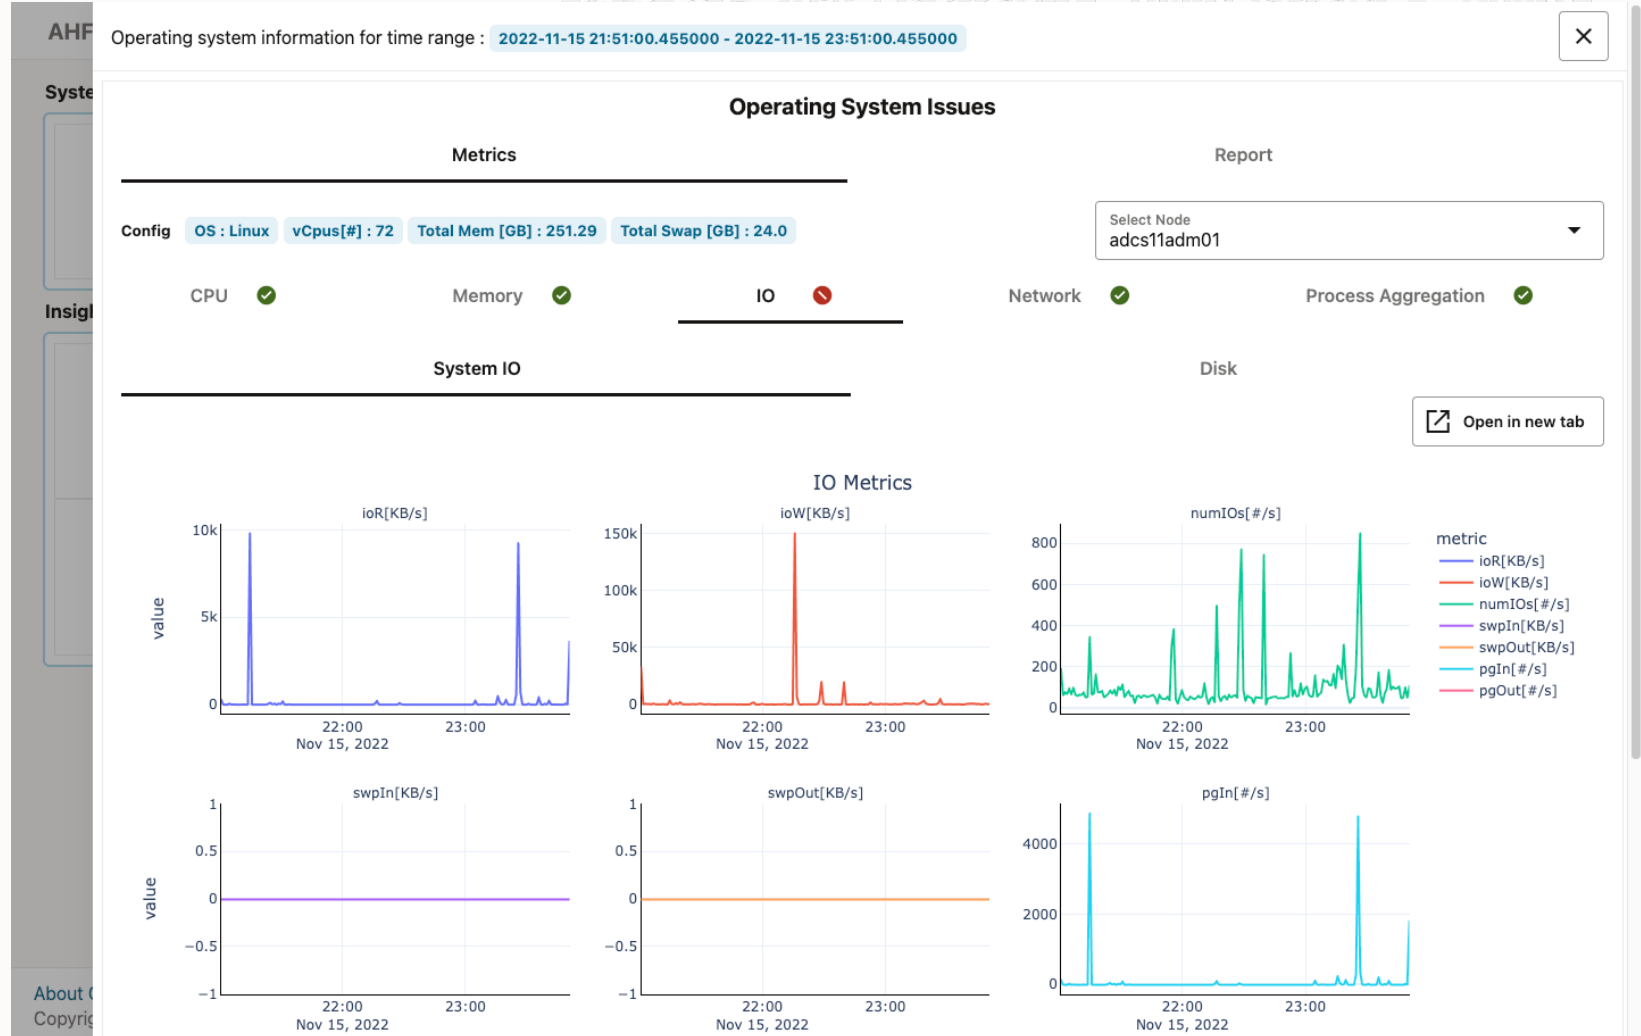 AHF
Operating system information for time range : 2022-11-15 21:51:00.455000 - 2022-11-15 23:51:00.455000
Operating System Issues
Metrics Report
Config OS : Linux vCpus[#] : 72 Total Mem [GB] : 251.29 Total Swap [GB] : 24.0
Select Node
adcs11adm01
CPU Memory IO Network Process Aggregation
System IO Disk
Open in new tab
IO Metrics
ioR[KB/s] ioW[KB/s] numIOs[#/s]
value
10k
5k
0
22:00 23:00
Nov 15, 2022
150k
100k
50k
0
22:00 23:00
Nov 15, 2022
800
600
400
200
0
22:00 23:00
Nov 15, 2022
metric
ioR[KB/s]
ioW[KB/s]
numIOs[#/s]
swpIn[KB/s]
swpOut[KB/s]
pgIn[#/s]
pgOut[#/s]
swpIn[KB/s] swpOut[KB/s] pgIn[#/s]
value
1
0.5
0
−0.5
−1
22:00 23:00
Nov 15, 2022
1
0.5
0
−0.5
−1
22:00 23:00
Nov 15, 2022
4000
2000
0
22:00 23:00
Nov 15, 2022
About